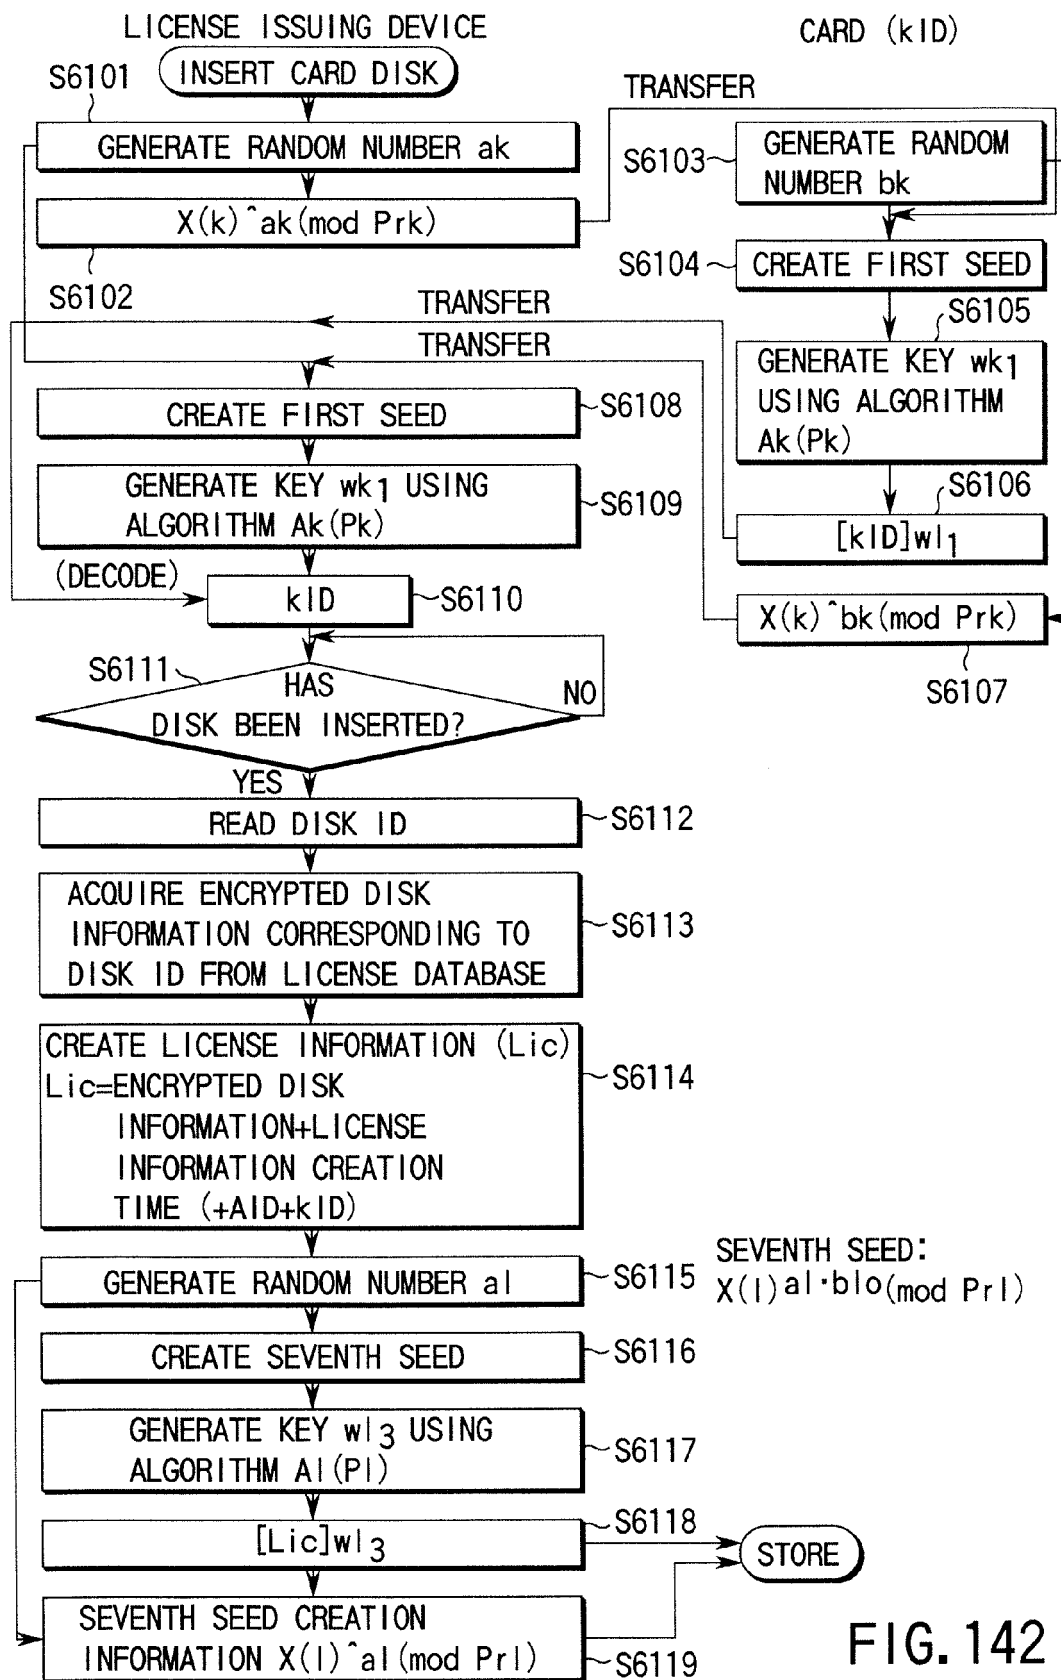 LICENSE ISSUING DEVICE
CARD (kID)
INSERT CARD DISK
S6101
GENERATE RANDOM NUMBER ak
TRANSFER
S6103
GENERATE RANDOM
NUMBER bk
X(k)^ak(mod Prk)
S6102
S6104
CREATE FIRST SEED
TRANSFER
S6105
TRANSFER
GENERATE KEY wk1
USING ALGORITHM
Ak(Pk)
CREATE FIRST SEED
S6108
GENERATE KEY wk1 USING
ALGORITHM Ak(Pk)
S6109
S6106
[kID]wl1
(DECODE)
kID
S6110
X(k)^bk(mod Prk)
S6107
S6111
HAS
DISK BEEN INSERTED?
NO
YES
READ DISK ID
S6112
ACQUIRE ENCRYPTED DISK
INFORMATION CORRESPONDING TO
DISK ID FROM LICENSE DATABASE
S6113
CREATE LICENSE INFORMATION (Lic)
Lic=ENCRYPTED DISK
INFORMATION+LICENSE
INFORMATION CREATION
TIME (+AID+kID)
S6114
GENERATE RANDOM NUMBER al
S6115
SEVENTH SEED:
X(l)al·blo(mod Prl)
CREATE SEVENTH SEED
S6116
GENERATE KEY wl3 USING
ALGORITHM Al(Pl)
S6117
[Lic]wl3
S6118
STORE
SEVENTH SEED CREATION
INFORMATION X(l)^al(mod Prl)
S6119
FIG. 142